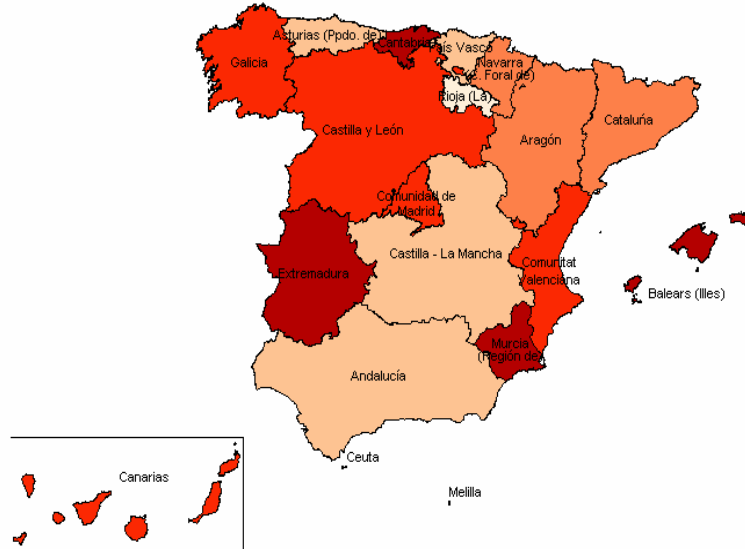 Asturias (Ppdo. de)
Cantabria
País Vasco
Galicia
Navarra
(C. Foral de)
Rioja (La)
Cataluña
Castilla y León
Aragón
Comunidad de
Madrid
Castilla - La Mancha
Comunitat
Valenciana
Extremadura
Balears (Illes)
Murcia
(Región de)
Andalucía
Ceuta
Canarias
Melilla